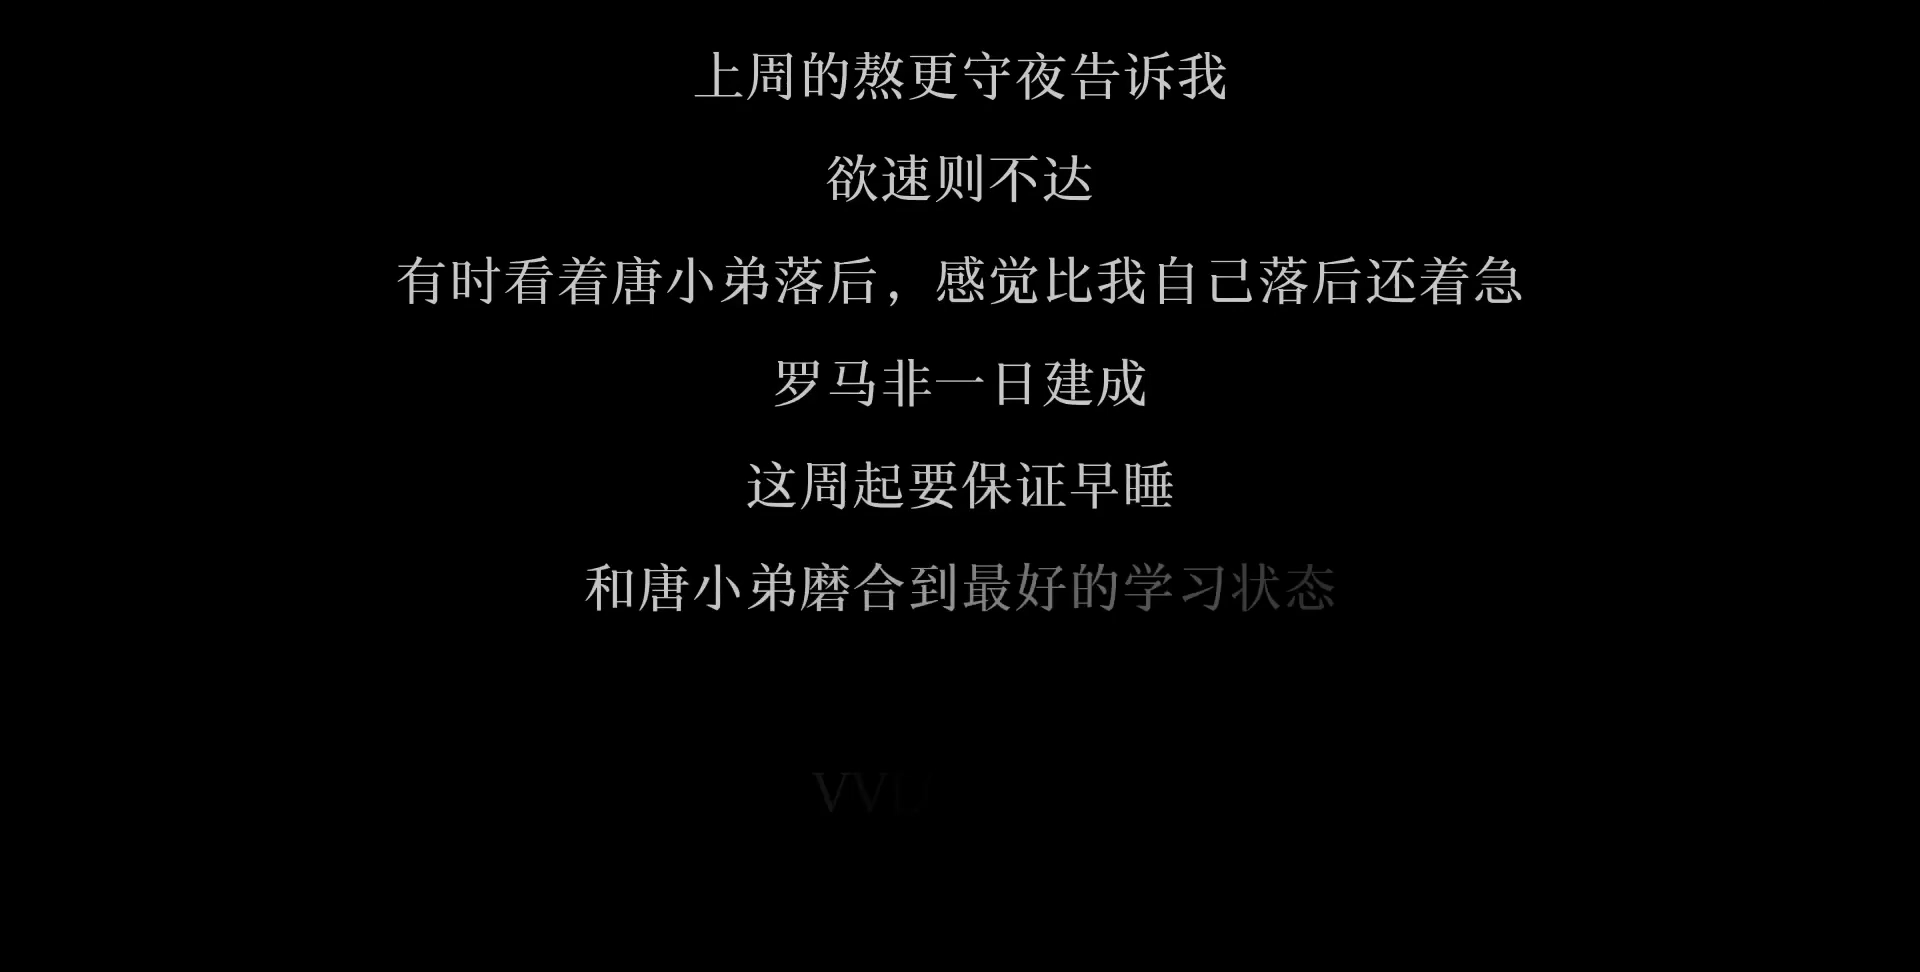 上周的熬更守夜告诉我
欲速则不达
有时看着唐小弟落后，感觉比我自己落后还着急
罗马非一日建成
这周起要保证早睡
和唐小弟磨合到最好的学习状态